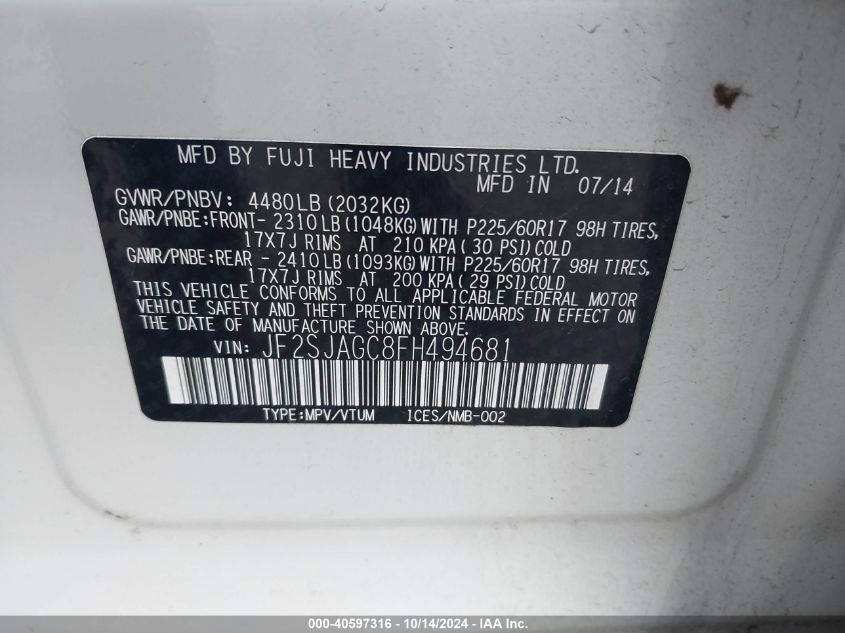 MFD BY FUJI HEAVY INDUSTRIES LTD.
MFD IN 07/14
GVWR/PNBV: 4480LB (2032KG)
GAWR/PNBE:FRONT- 2310LB (1048KG) WITH P225/60R17 98H TIRES,
17X7J RIMS AT 210 KPA ( 30 PSI) COLD
GAWR/PNBE:REAR - 2410LB (1093KG) WITH P225/60R17 98H TIRES,
17X7J RIMS AT 200 KPA ( 29 PSI) COLD
THIS VEHICLE CONFORMS TO ALL APPLICABLE FEDERAL MOTOR
VEHICLE SAFETY AND THEFT PREVENTION STANDARDS IN EFFECT ON
THE DATE OF MANUFACTURE SHOWN ABOVE.
VIN: JF2SJAGC8FH494681
TYPE:MPV/VTUM ICES/NMB-002
000-40597316 - 10/14/2024 - IAA Inc.